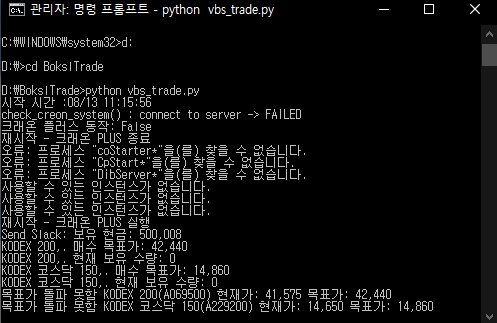 관리자: 명령 프롬프트 - python vbs_trade.py
C:\WINDOWS\system32>d:
D:\>cd BokslTrade
D:\BokslTrade>python vbs_trade.py
시작 시간 :08/13 11:15:56
check_creon_system() : connect to server -> FAILED
크래온 플러스 동작: False
재시작 - 크래온 PLUS 종료
오류: 프로세스 "coStarter*"을(를) 찾을 수 없습니다.
오류: 프로세스 "CpStart*"을(를) 찾을 수 없습니다.
오류: 프로세스 "DibServer*"을(를) 찾을 수 없습니다.
사용할 수 있는 인스턴스가 없습니다.
사용할 수 있는 인스턴스가 없습니다.
사용할 수 있는 인스턴스가 없습니다.
재시작 - 크래온 PLUS 실행
Send Slack: 보유 현금: 500,008
KODEX 200,. 매수 목표가: 42,440
KODEX 200,. 현재 보유 수량: 0
KODEX 코스닥 150,. 매수 목표가: 14,860
KODEX 코스닥 150,. 현재 보유 수량: 0
목표가 돌파 못함 KODEX 200(A069500) 현재가: 41,575 목표가: 42,440
목표가 돌파 못함 KODEX 코스닥 150(A229200) 현재가: 14,650 목표가: 14,860